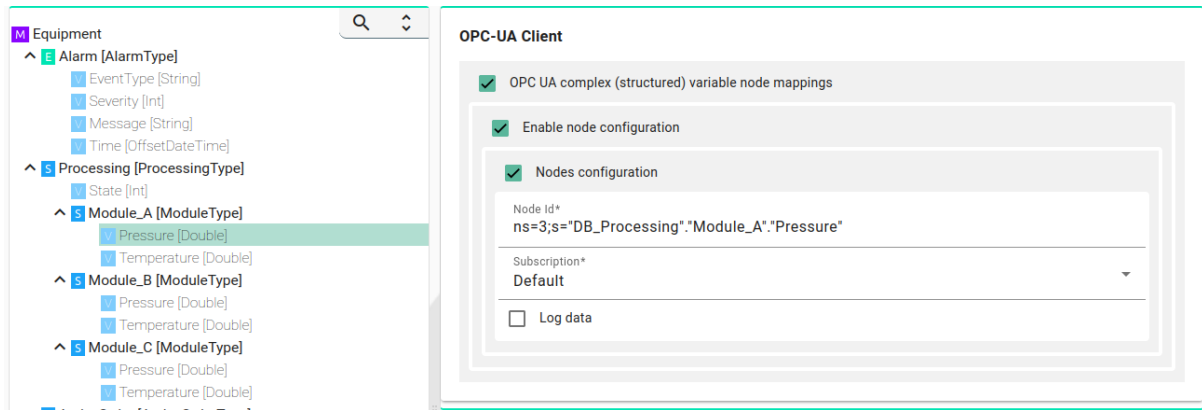 M Equipment
E Alarm [AlarmType]
V EventType [String]
V Severity [Int]
V Message [String]
V Time [OffsetDateTime]
S Processing [ProcessingType]
V State [Int]
S Module_A [ModuleType]
V Pressure [Double]
V Temperature [Double]
S Module_B [ModuleType]
V Pressure [Double]
V Temperature [Double]
S Module_C [ModuleType]
V Pressure [Double]
V Temperature [Double]
OPC-UA Client
OPC UA complex (structured) variable node mappings
Enable node configuration
Nodes configuration
Node Id*
ns=3;s="DB_Processing"."Module_A"."Pressure"
Subscription*
Default
Log data